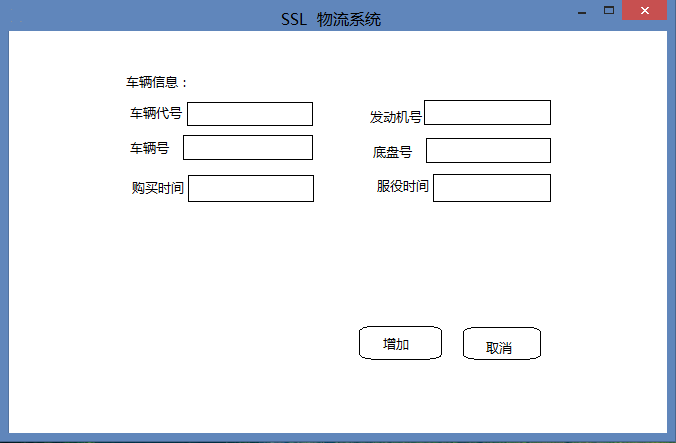 SSL 物流系统
车辆信息：
车辆代号
发动机号
车辆号
底盘号
购买时间
服役时间
增加
取消